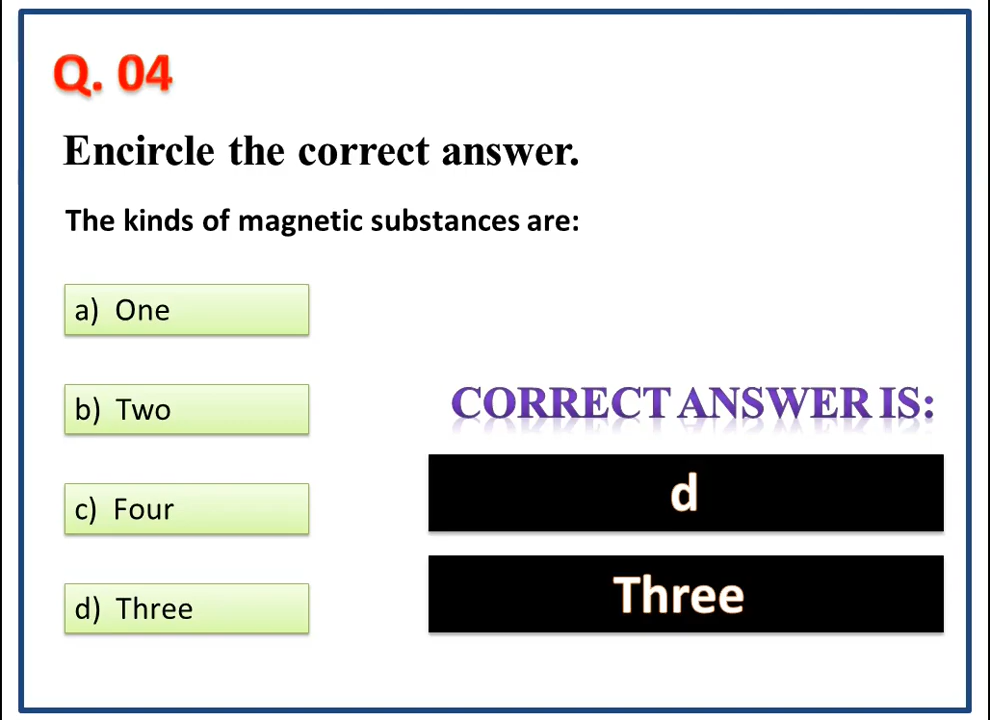 Q. 04
Encircle the correct answer.
The kinds of magnetic substances are:
a) One
b) Two
c) Four
d) Three
CORRECT ANSWER IS:
d
Three